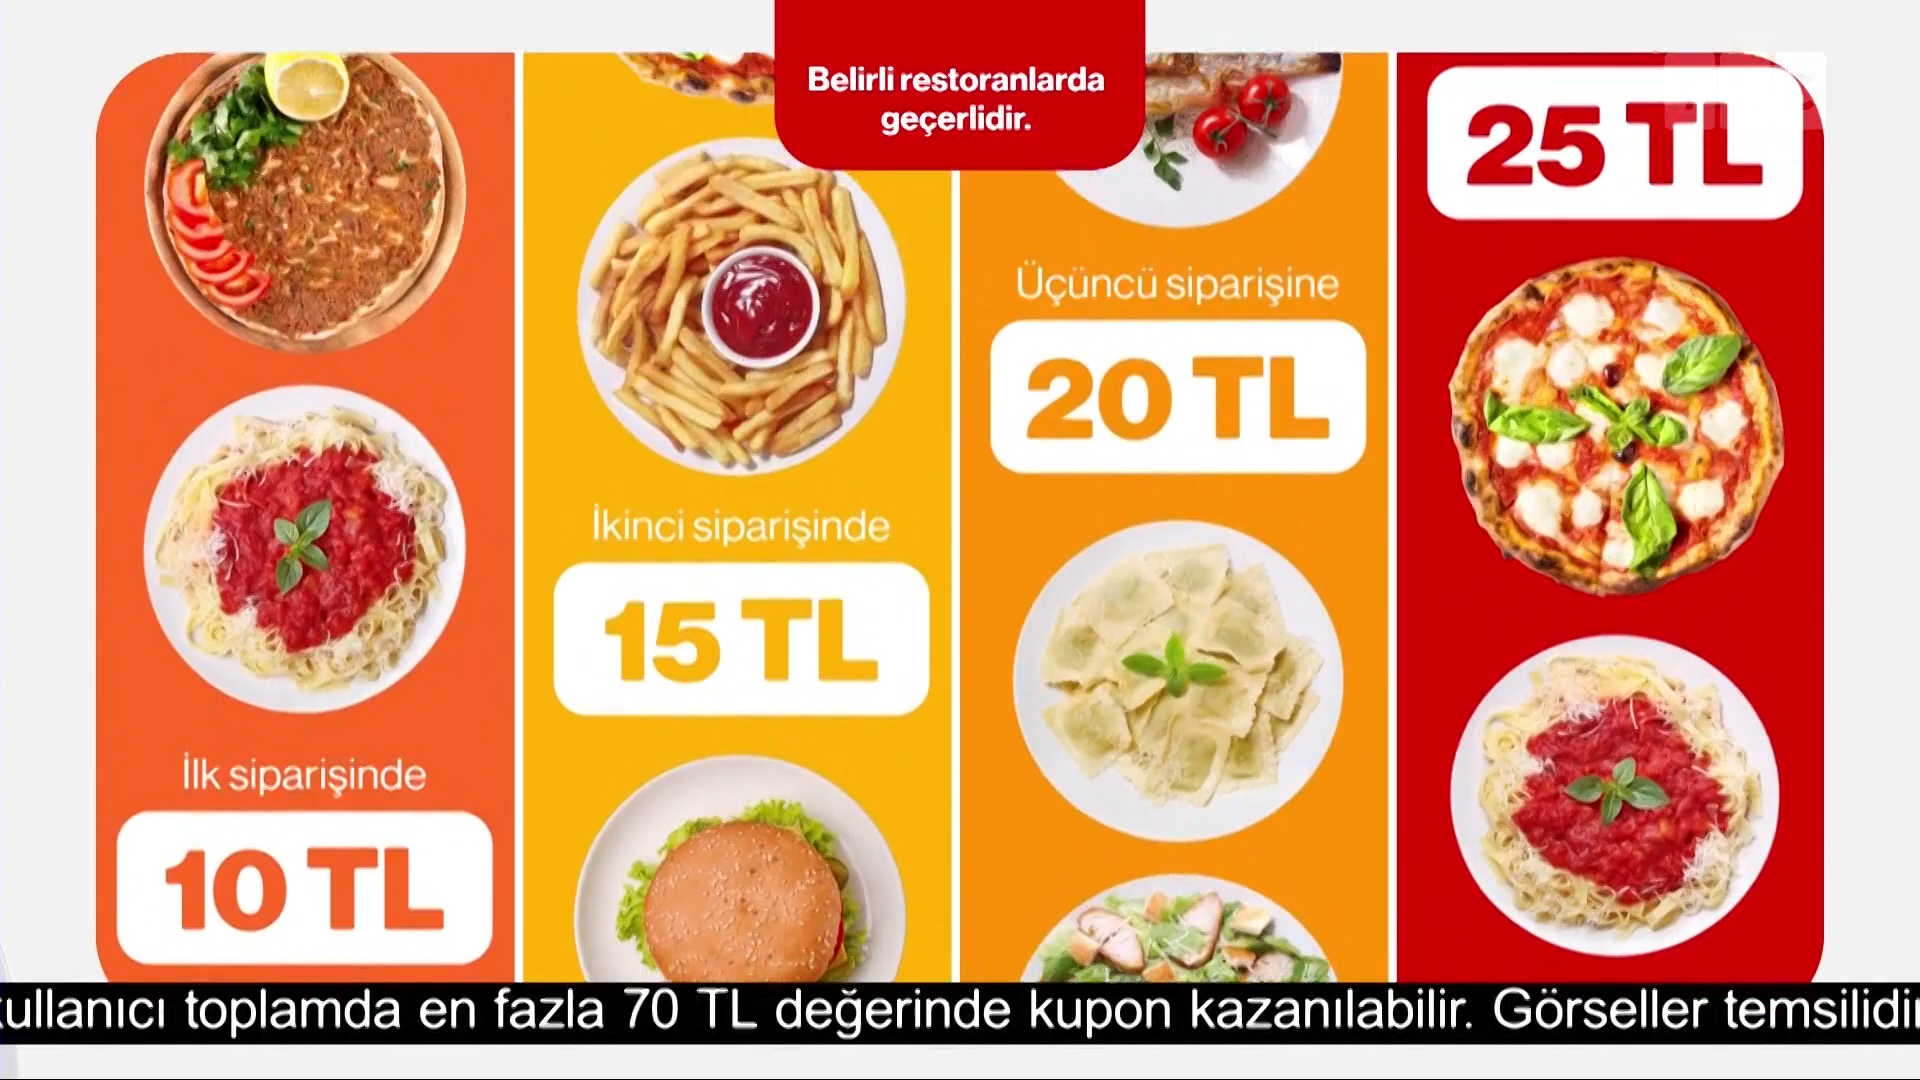 Belirli restoranlarda
geçerlidir.
25 TL
Üçüncü siparişine
20 TL
İkinci siparişinde
15 TL
İlk siparişinde
10 TL
toplamda en fazla 70 TL değerinde kupon kazanılabilir. Görseller